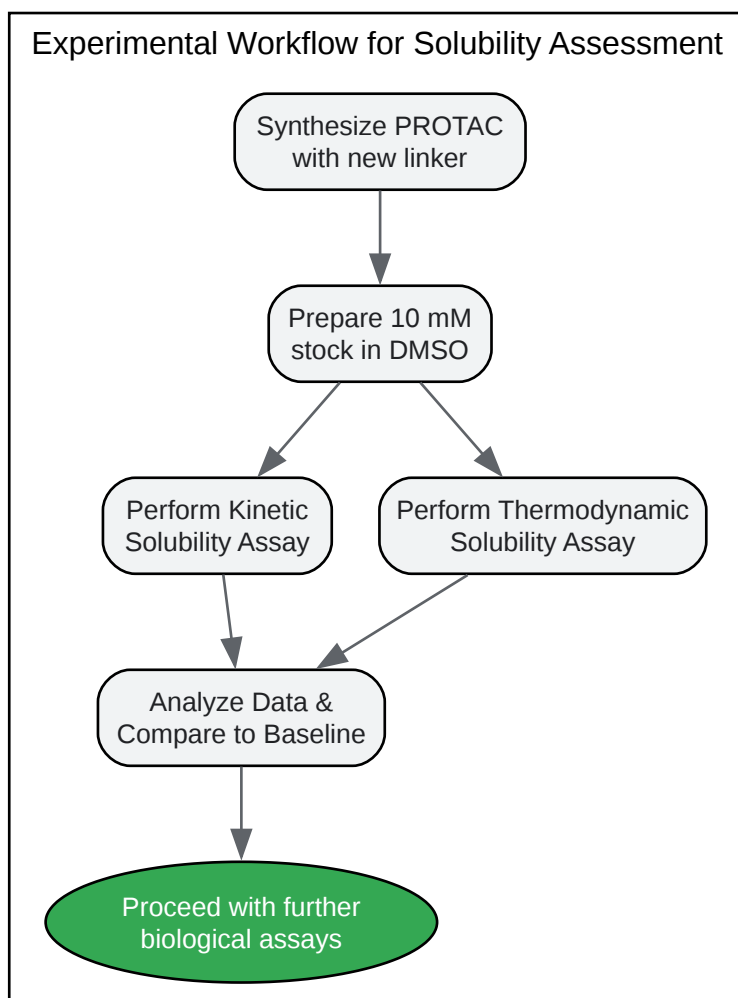 Experimental Workflow for Solubility Assessment
Synthesize PROTAC
with new linker
Prepare 10 mM
stock in DMSO
Perform Kinetic
Solubility Assay
Perform Thermodynamic
Solubility Assay
Analyze Data &
Compare to Baseline
Proceed with further
biological assays